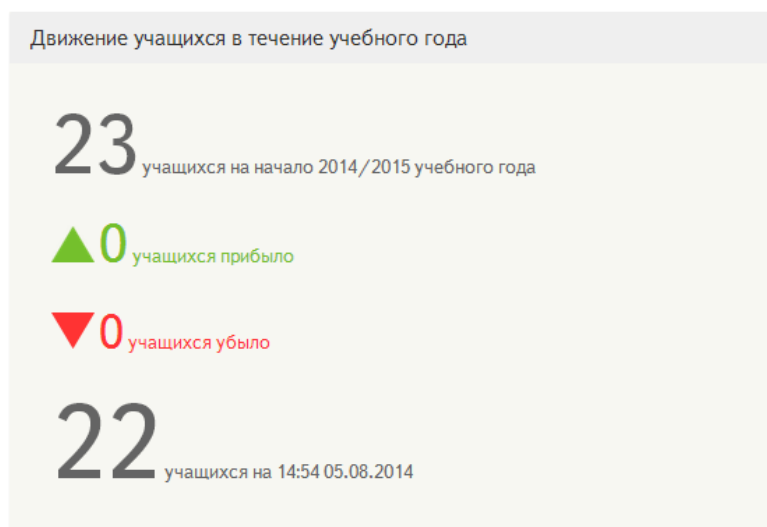 Движение учащихся в течение учебного года
23 учащихся на начало 2014/2015 учебного года
0 учащихся прибыло
0 учащихся убыло
22 учащихся на 14:54 05.08.2014